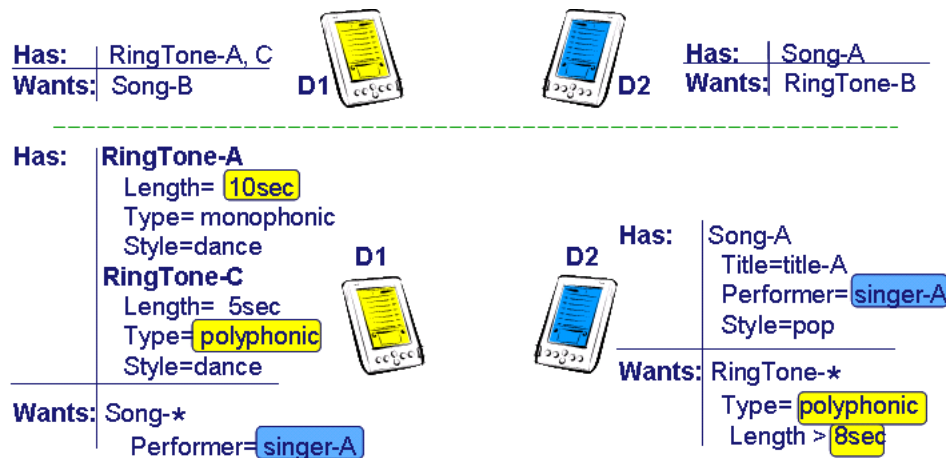 Has: RingTone-A, C
Wants: Song-B
D1
D2
Has: Song-A
Wants: RingTone-B
Has: RingTone-A
Length= 10sec
Type= monophonic
Style=dance
RingTone-C
Length= 5sec
Type= polyphonic
Style=dance
Wants: Song-*
Performer= singer-A
D1
D2
Has: Song-A
Title=title-A
Performer= singer-A
Style=pop
Wants: RingTone-*
Type= polyphonic
Length > 8sec